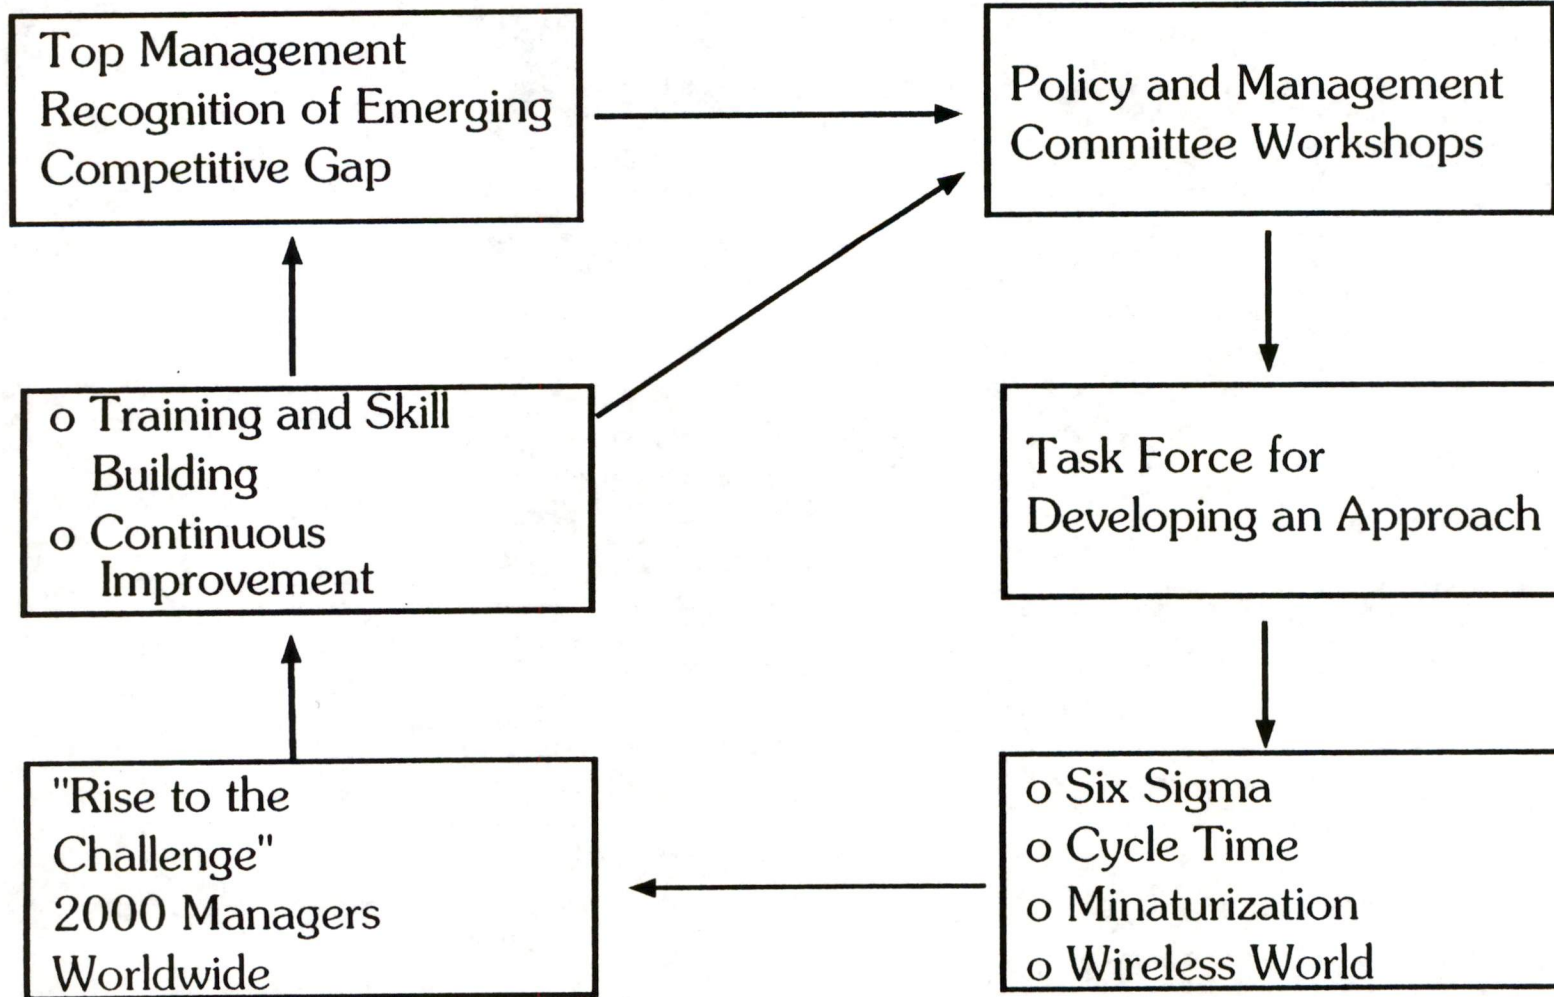 Top Management
Recognition of Emerging
Competitive Gap
Policy and Management
Committee Workshops
o Training and Skill
Building
o Continuous
Improvement
Task Force for
Developing an Approach
"Rise to the
Challenge"
2000 Managers
Worldwide
o Six Sigma
o Cycle Time
o Minaturization
o Wireless World